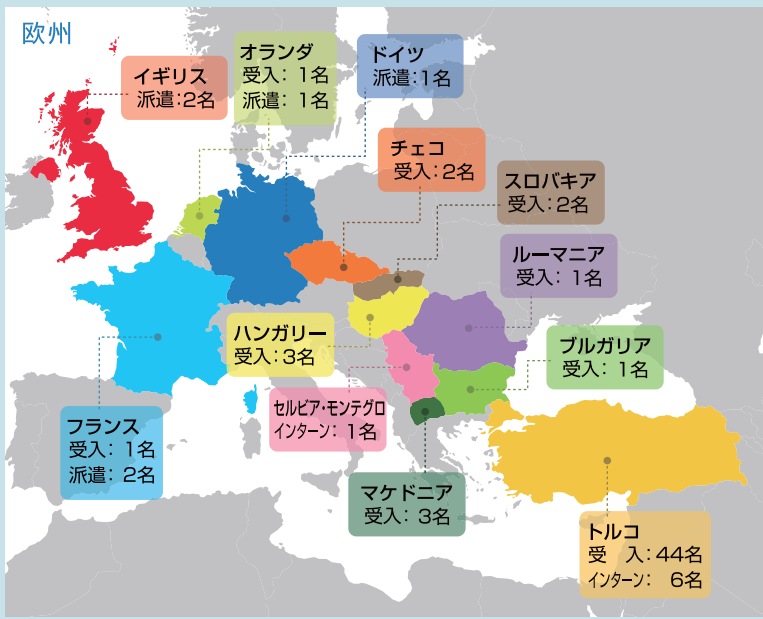 欧州
イギリス
派遣:2名
オランダ
受入: 1名
派遣: 1名
ドイツ
派遣:1名
チェコ
受入:2名
スロバキア
受入:2名
ルーマニア
受入: 1名
ハンガリー
受入:3名
ブルガリア
受入: 1名
セルビア・モンテグロ
インターン: 1名
フランス
受入: 1名
派遣: 2名
マケドニア
受入: 3名
トルコ
受 入:44名
インターン: 6名